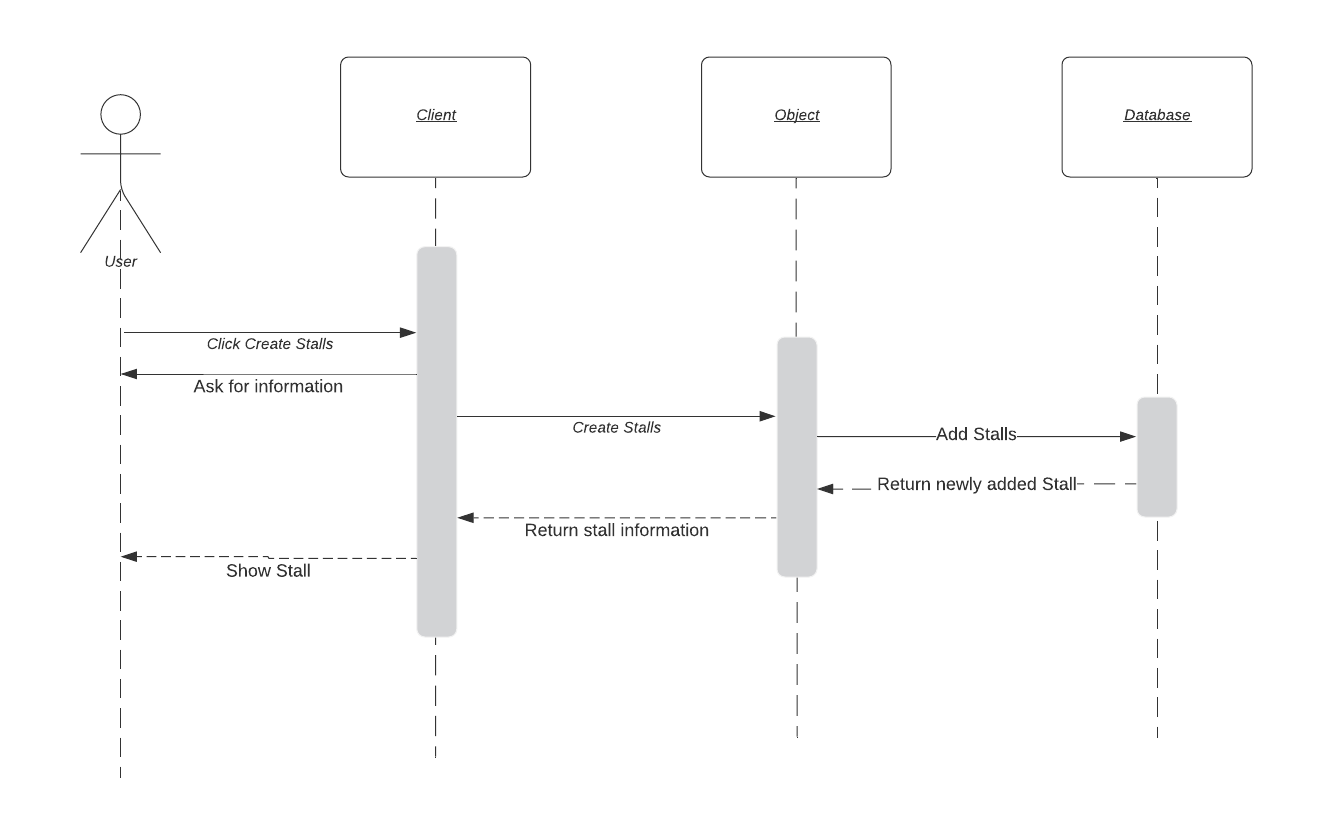 Client
Object
Database
User
Click Create Stalls
Ask for information
Create Stalls
Add Stalls
Return newly added Stall
Return stall information
Show Stall